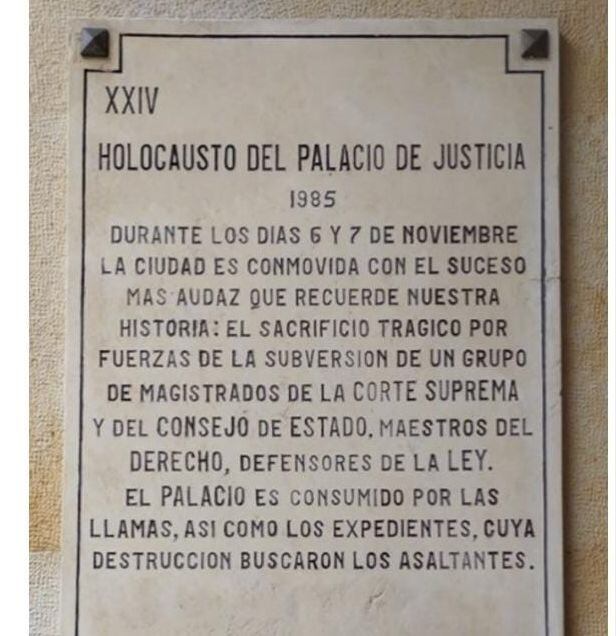 XXIV
HOLOCAUSTO DEL PALACIO DE JUSTICIA
1985
DURANTE LOS DIAS 6 Y 7 DE NOVIEMBRE
LA CIUDAD ES CONMOVIDA CON EL SUCESO
MAS AUDAZ QUE RECUERDE NUESTRA
HISTORIA: EL SACRIFICIO TRAGICO POR
FUERZAS DE LA SUBVERSION DE UN GRUPO
DE MAGISTRADOS DE LA CORTE SUPREMA
Y DEL CONSEJO DE ESTADO, MAESTROS DEL
DERECHO, DEFENSORES DE LA LEY.
EL PALACIO ES CONSUMIDO POR LAS
LLAMAS, ASI COMO LOS EXPEDIENTES, CUYA
DESTRUCCION BUSCARON LOS ASALTANTES.